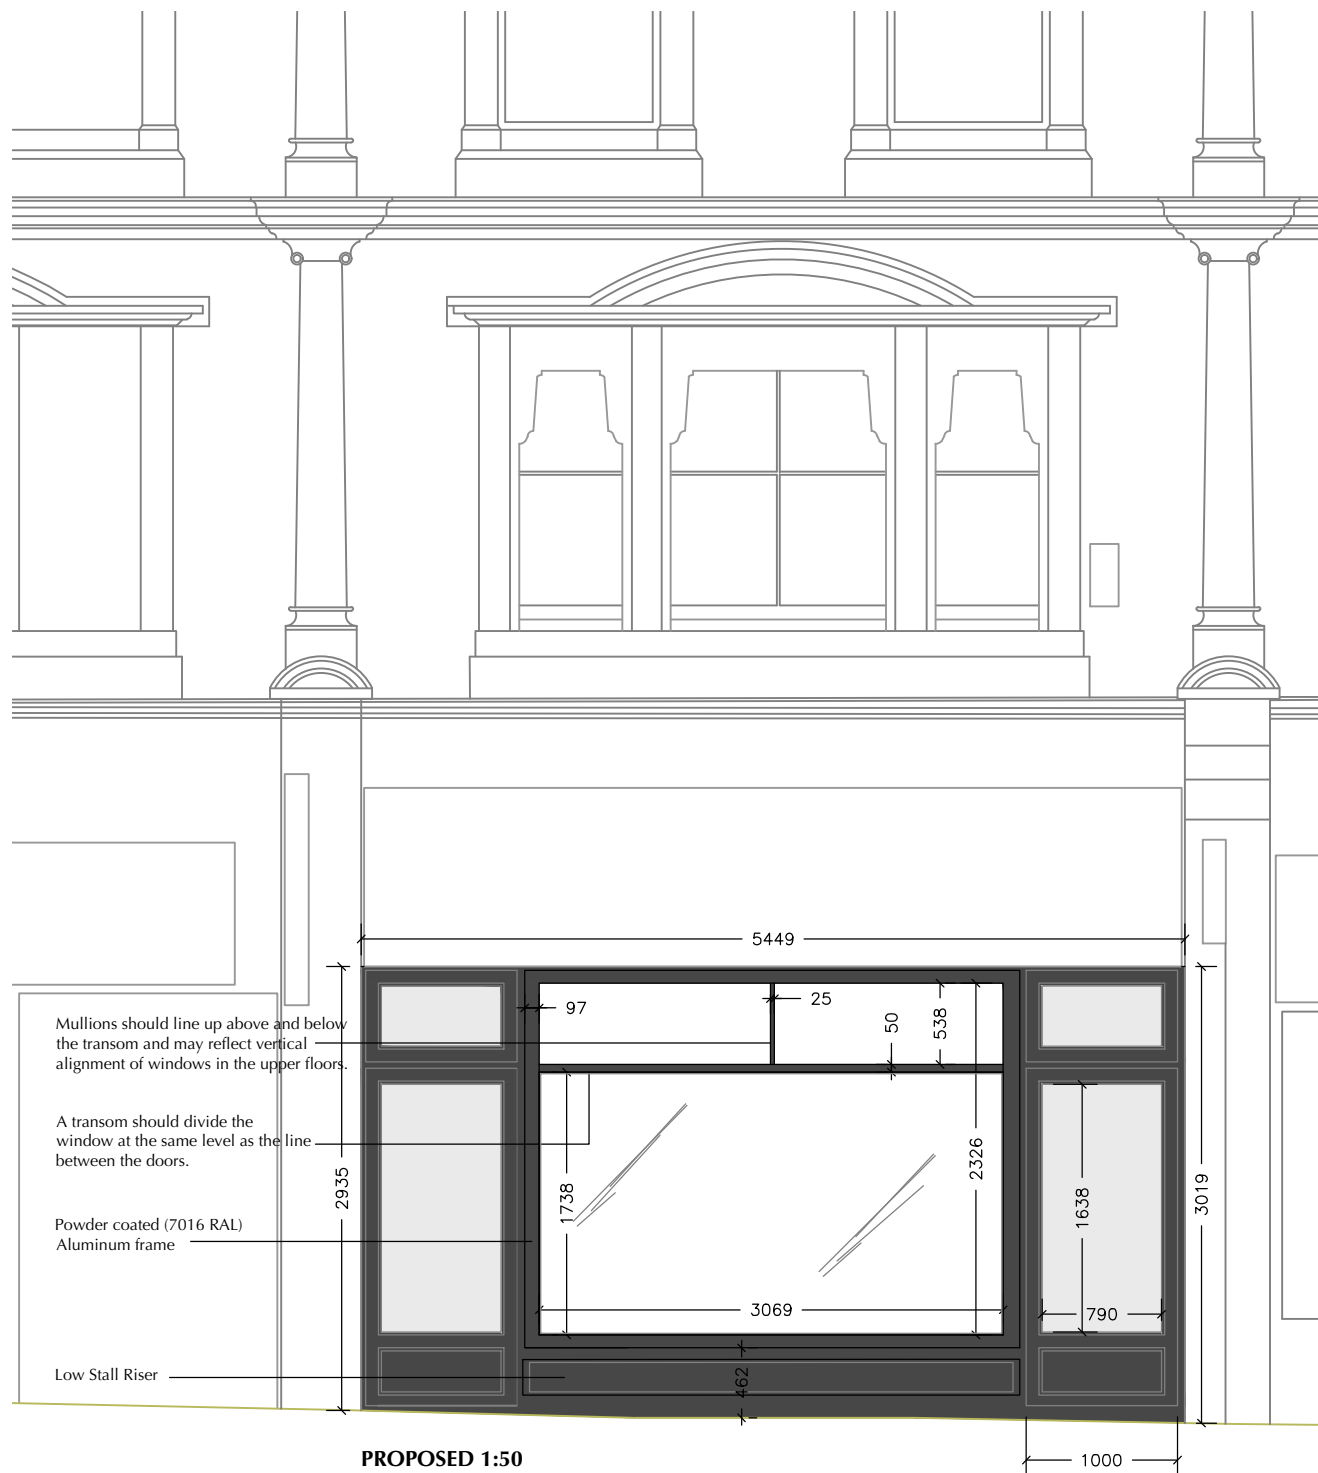 5449
97
25
50
538
Mullions should line up above and below
the transom and may reflect vertical
alignment of windows in the upper floors.
A transom should divide the
window at the same level as the line
between the doors.
2935
1738
2326
1638
3019
Powder coated (7016 RAL)
Aluminum frame
3069
790
Low Stall Riser
462
PROPOSED 1:50
1000